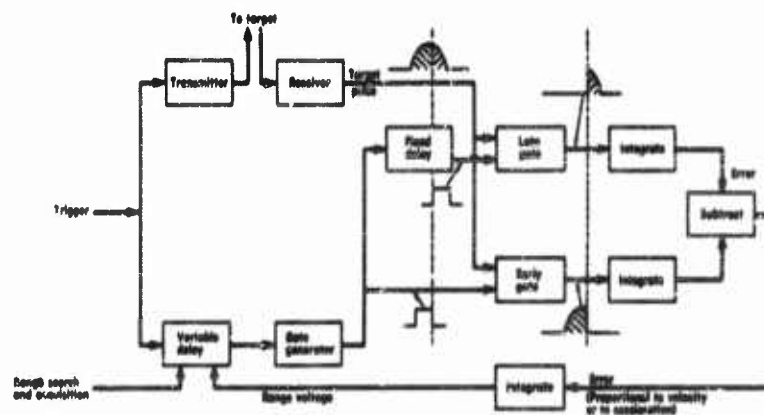 To target
Transmitter
Receiver
Target
pulse
Fixed
delay
Late
gate
Integrate
Error
Subtract
Trigger
Early
gate
Integrate
Variable
delay
Gate
generator
Range search
and acquisition
Range voltage
Integrate
Error
(Proportional to velocity
or to acceleration)